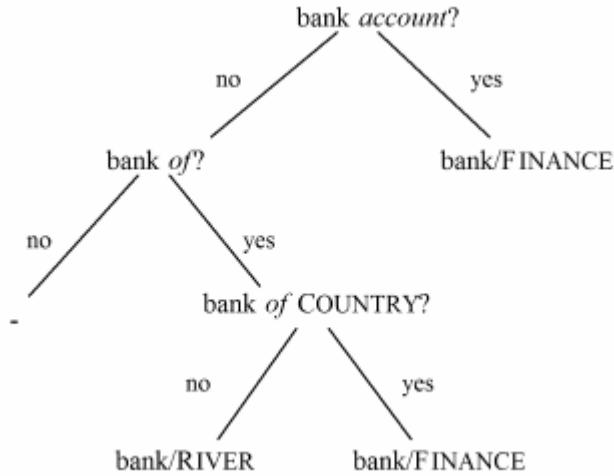 bank account?
no
yes
bank of?
bank/FINANCE
no
yes
-
bank of COUNTRY?
no
yes
bank/RIVER
bank/FINANCE